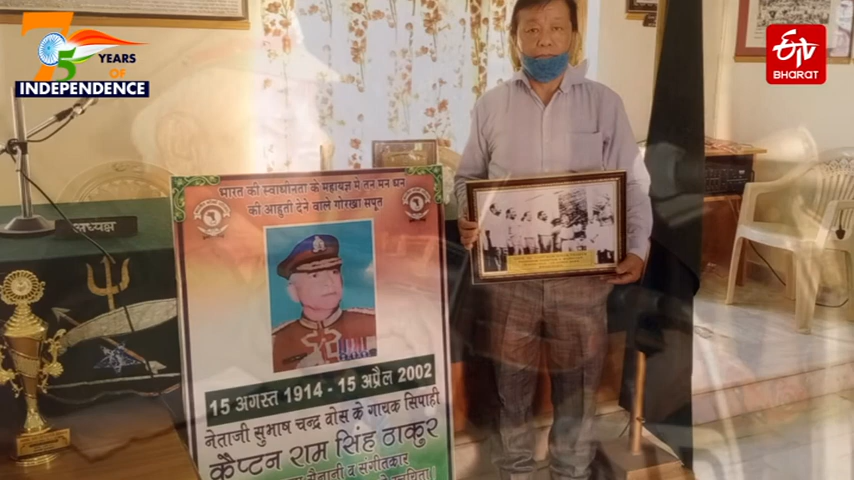 75 YEARS
OF
INDEPENDENCE
etv
BHARAT
अध्यक्ष
भारत की स्वाधीनता के महायज्ञ में तन मन धन
की आहुती देने वाले गोरखा सपूत
15 अगस्त 1914 - 15 अप्रैल 2002
नेताजी सुभाष चन्द्र बोस के गायक सिपाही
कैप्टन राम सिंह ठाकुर
सैनानी व संगीतकार